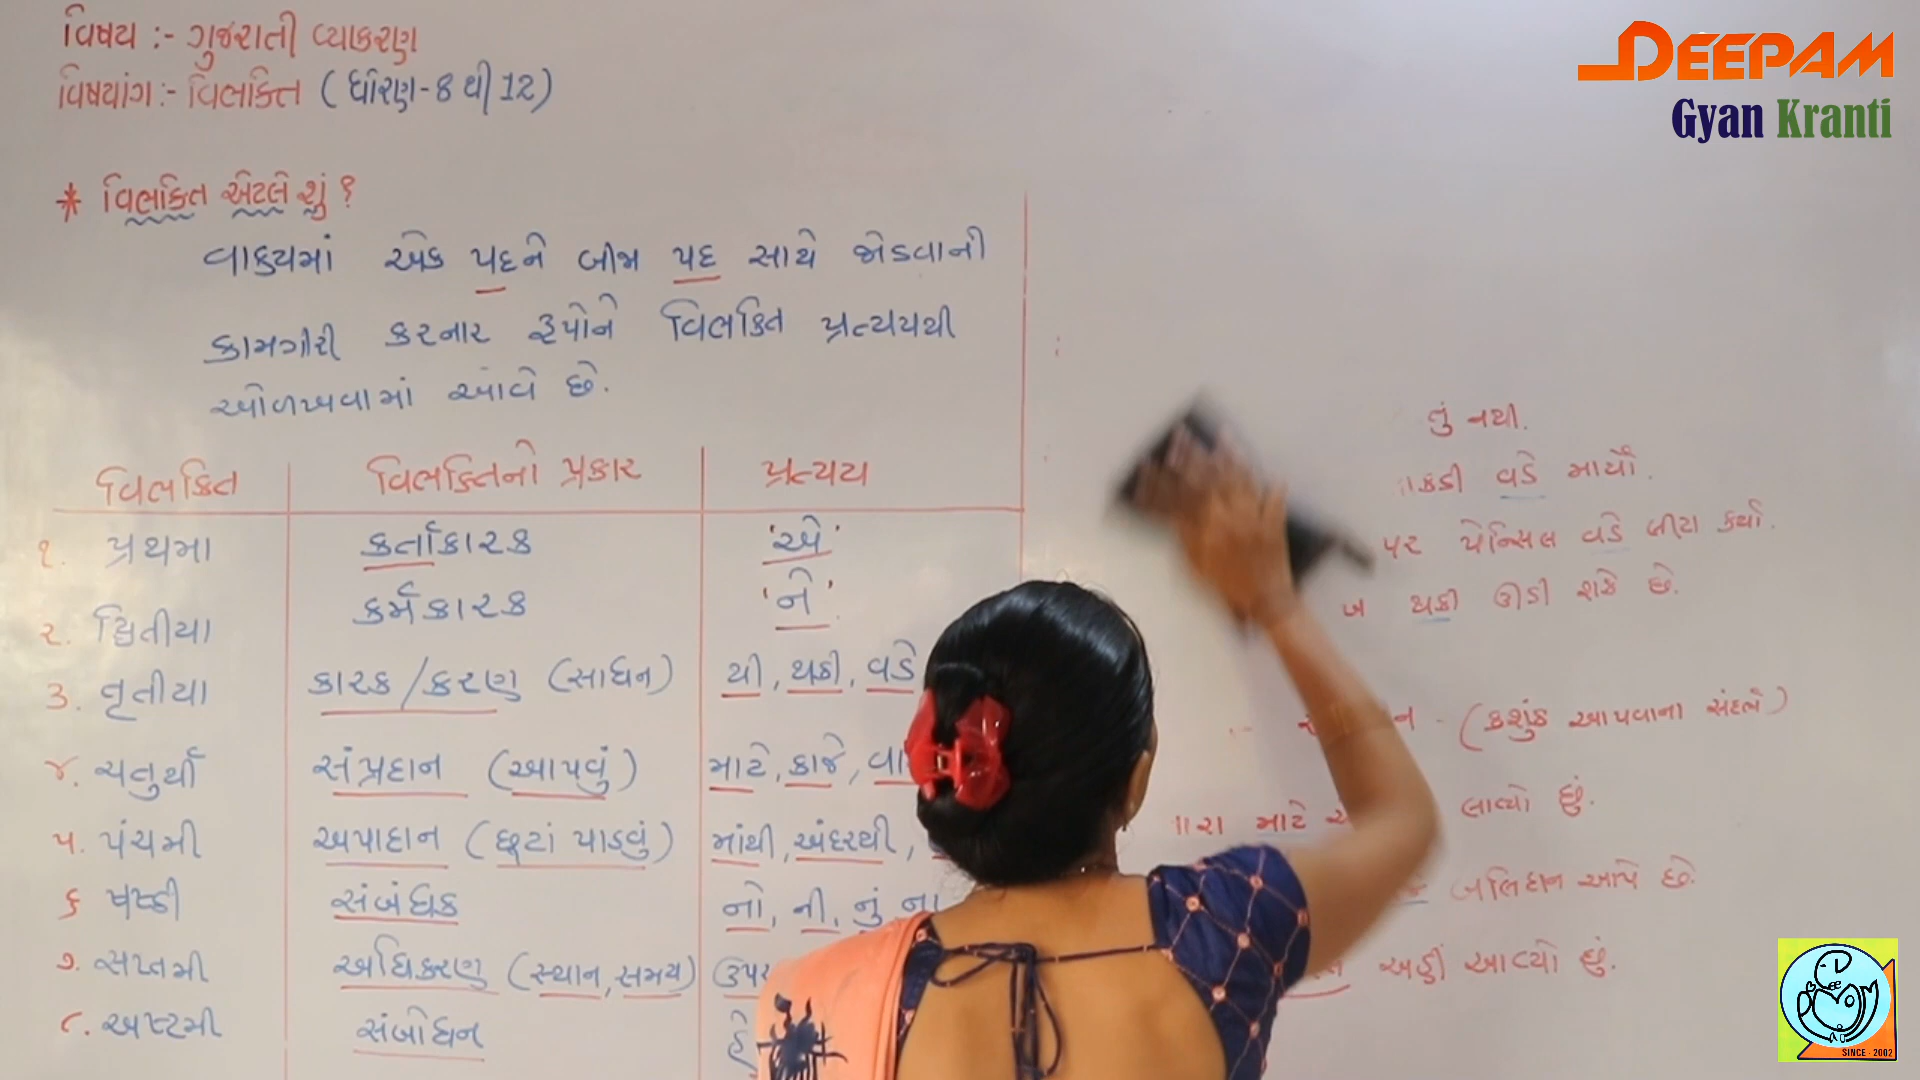 વિષય :- ગુજરાતી વ્યાકરણ
વિષયાંગ :- વિભક્તિ ( ધોરણ - 8 થી 12 )
* વિભક્તિ એટલે શું ?
વાક્યમાં એક પદને બીજા પદ સાથે જોડવાની
કામગીરી કરનાર રૂપોને વિભક્તિ પ્રત્યયથી
ઓળખવામાં આવે છે.
વિભક્તિ વિભક્તિનો પ્રકાર પ્રત્યય
૧. પ્રથમા કર્તાકારક 'એ'
૨. દ્વિતીયા કર્મકારક 'ને'
૩. તૃતીયા કારક / કરણ (સાધન) થી, થકી, વડે
૪. ચતુર્થી સંપ્રદાન (આપવું) માટે, કાજે,
૫. પંચમી અપાદાન (છૂટાં પાડવું) માંથી, અંદરથી,
૬ ષષ્ઠી સંબંધક નો, ની, નું ના
૭. સપ્તમી અધિકરણ (સ્થાન, સમય)
૮. અષ્ટમી સંબોધન હે
નથી.
વડે માર્યો.
પર પેન્સિલ વડે લીટા કર્યા.
થકી ઊડી શકે છે.
(કશુંક આપવાના સંદર્ભે)
માટે લાવ્યો છું.
બલિદાન આપે છે.
અહીં આવ્યો છું.
DEEPAM
Gyan Kranti
SINCE - 2002